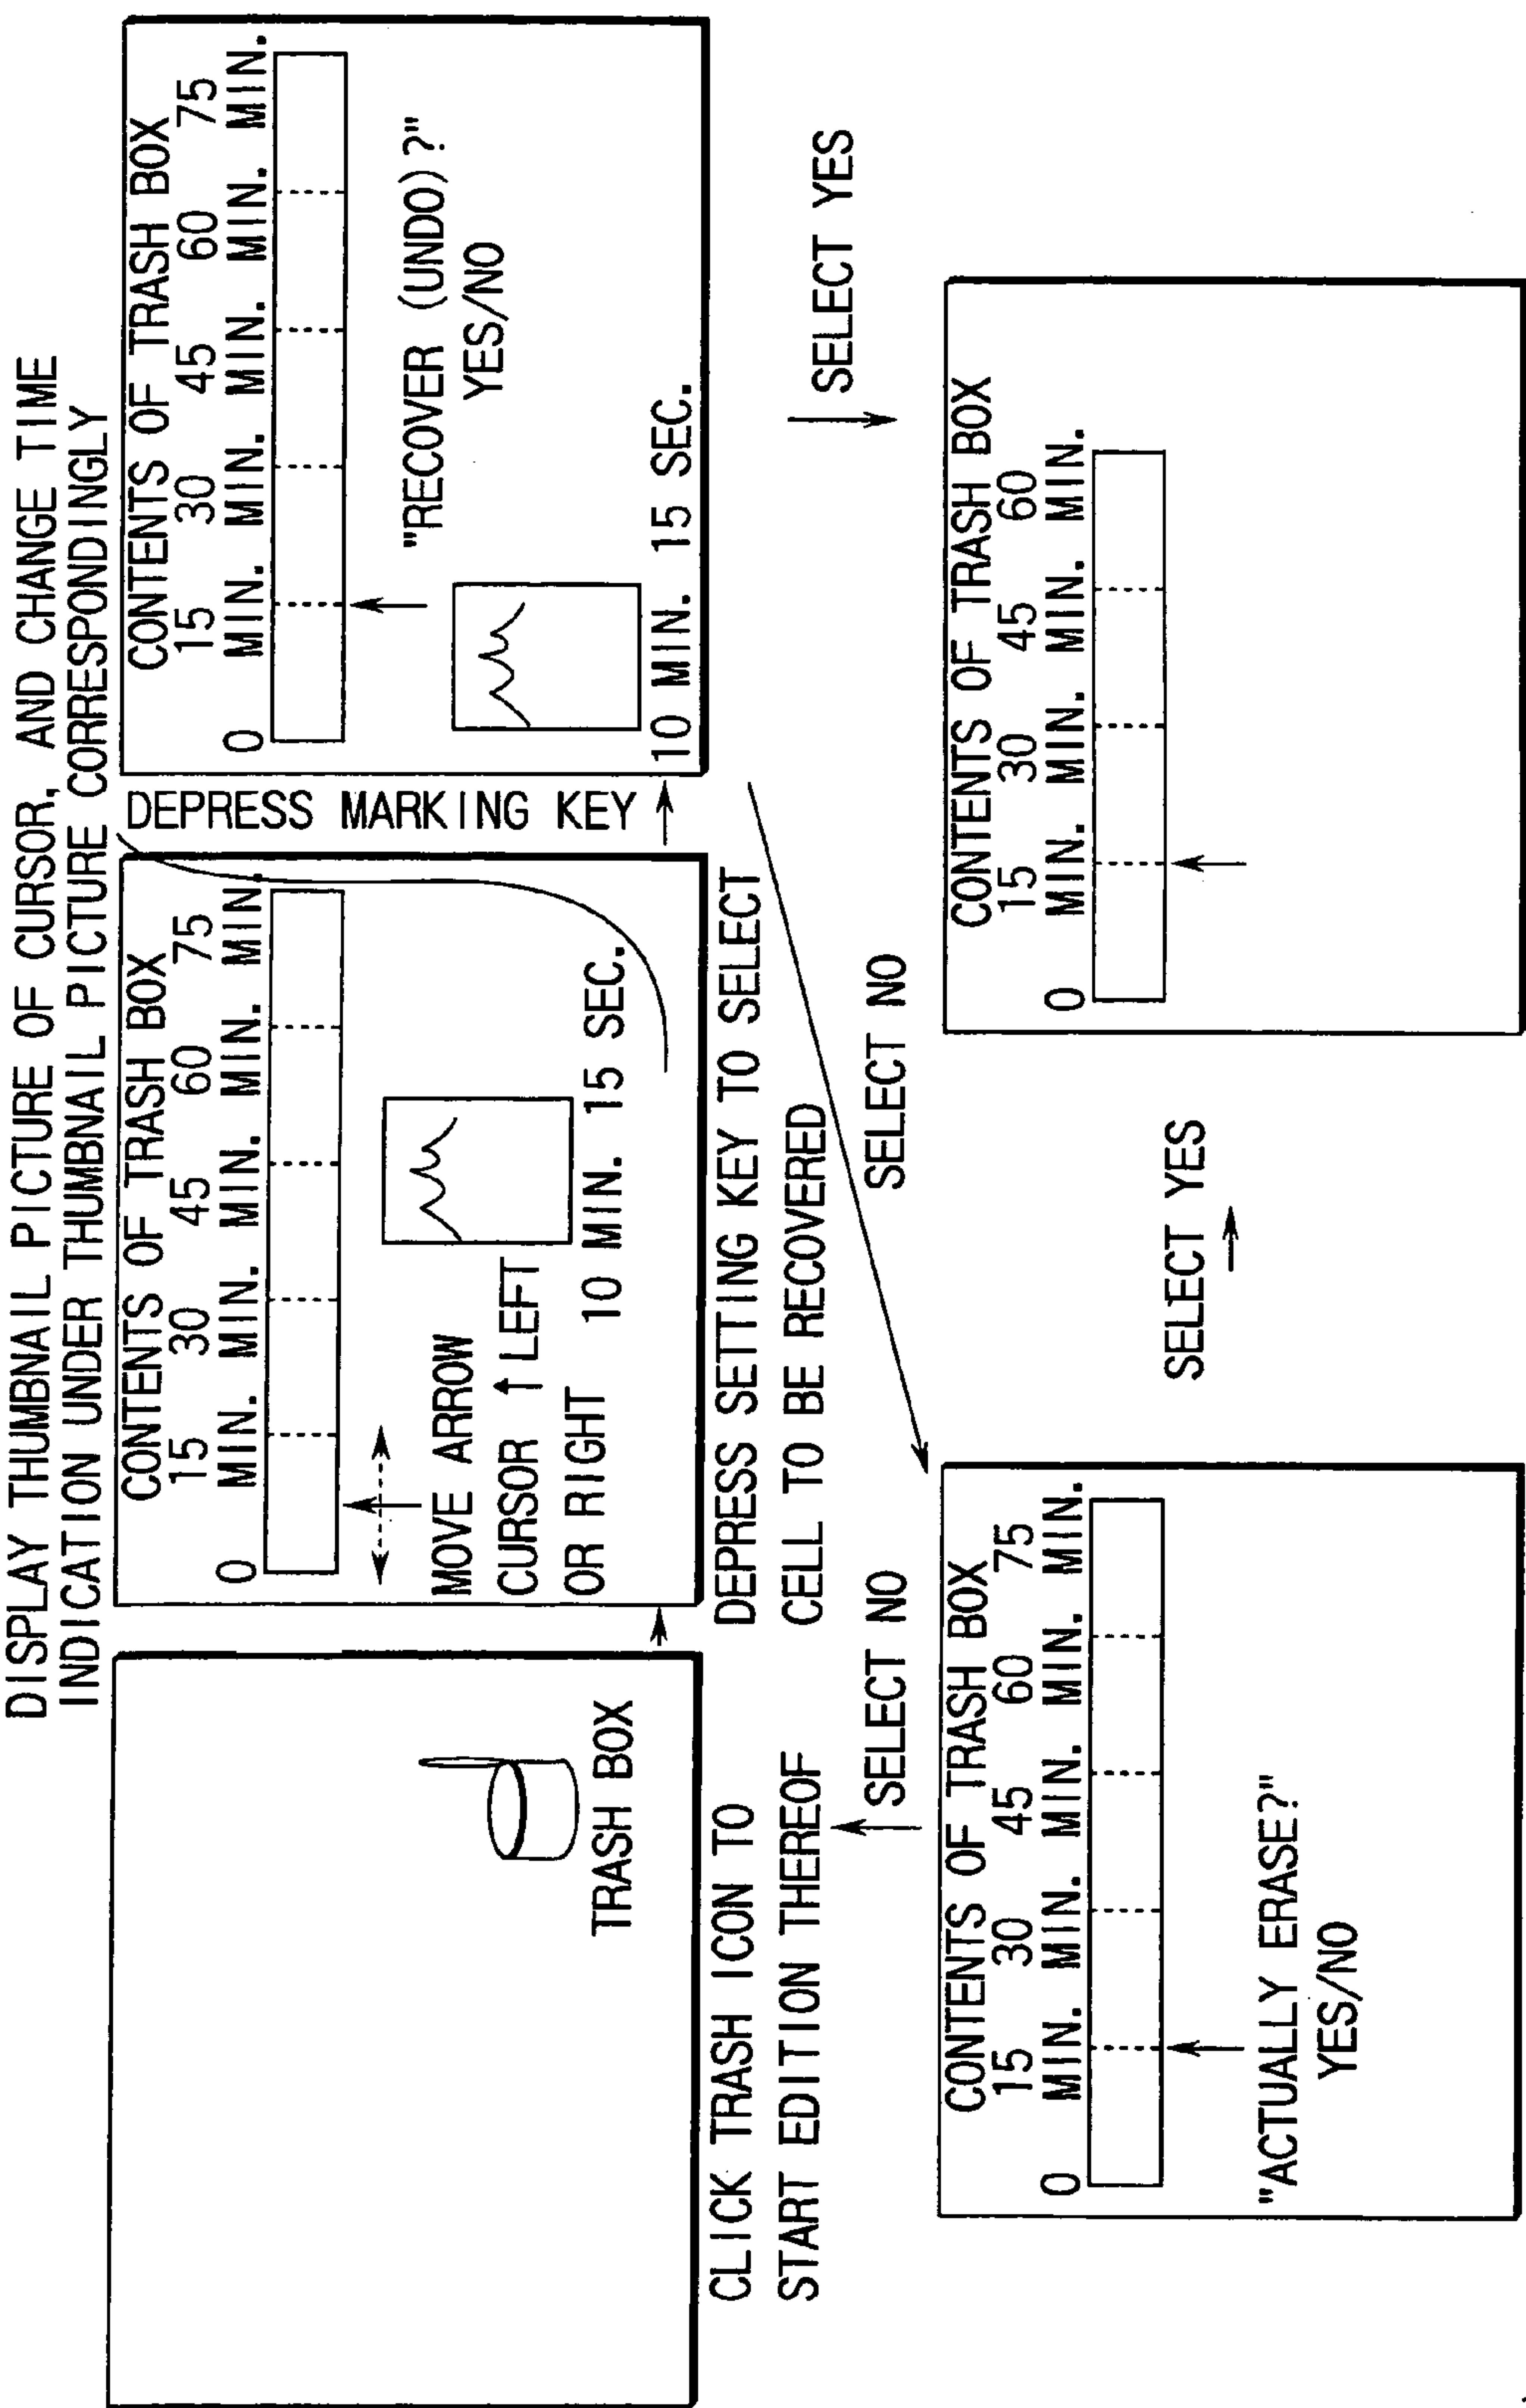 DISPLAY THUMBNAIL PICTURE OF CURSOR, AND CHANGE TIME
INDICATION UNDER THUMBNAIL PICTURE CORRESPONDINGLY
TRASH BOX
CLICK TRASH ICON TO
START EDITION THEREOF
CONTENTS OF TRASH BOX
15 30 45 60 75
0 MIN. MIN. MIN. MIN. MIN.
MOVE ARROW
CURSOR ↑ LEFT
OR RIGHT
10 MIN. 15 SEC.
DEPRESS SETTING KEY TO SELECT
CELL TO BE RECOVERED
DEPRESS MARKING KEY
CONTENTS OF TRASH BOX
15 30 45 60 75
0 MIN. MIN. MIN. MIN. MIN.
"RECOVER (UNDO)?"
YES/NO
10 MIN. 15 SEC.
SELECT YES
SELECT NO
SELECT NO
CONTENTS OF TRASH BOX
15 30 45 60 75
0 MIN. MIN. MIN. MIN. MIN.
"ACTUALLY ERASE?"
YES/NO
SELECT YES
CONTENTS OF TRASH BOX
15 30 45 60
0 MIN. MIN. MIN. MIN.